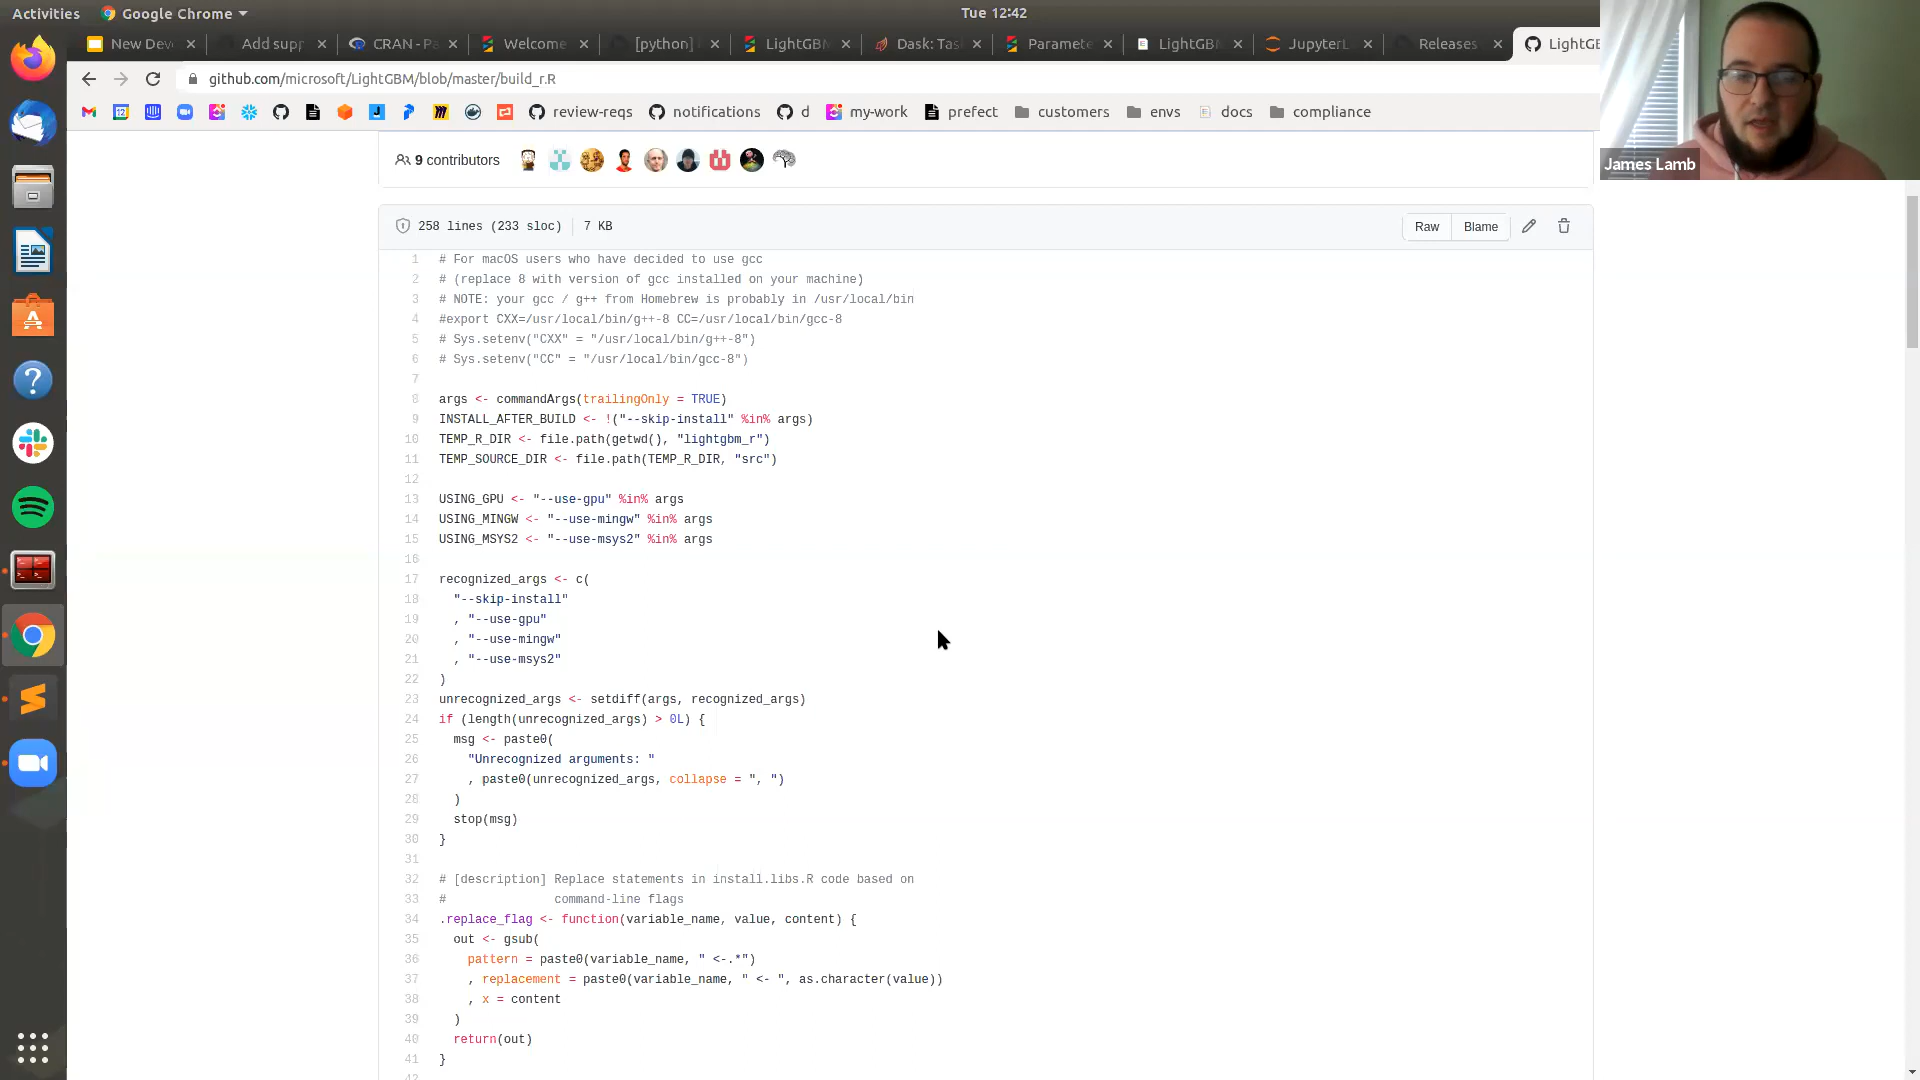 Activities
Google Chrome
Tue 12:42
New Dev
Add supp
CRAN - Pa
Welcome
[python]
LightGBM
Dask: Tas
Paramete
LightGBM
JupyterL
Releases
LightGB
github.com/microsoft/LightGBM/blob/master/build_r.R
review-reqs
notifications
d
my-work
prefect
customers
envs
docs
compliance
James Lamb
9 contributors
258 lines (233 sloc) 7 KB
Raw
Blame
1 # For macOS users who have decided to use gcc
2 # (replace 8 with version of gcc installed on your machine)
3 # NOTE: your gcc / g++ from Homebrew is probably in /usr/local/bin
4 #export CXX=/usr/local/bin/g++-8 CC=/usr/local/bin/gcc-8
5 # Sys.setenv("CXX" = "/usr/local/bin/g++-8")
6 # Sys.setenv("CC" = "/usr/local/bin/gcc-8")
7
8 args <- commandArgs(trailingOnly = TRUE)
9 INSTALL_AFTER_BUILD <- !("--skip-install" %in% args)
10 TEMP_R_DIR <- file.path(getwd(), "lightgbm_r")
11 TEMP_SOURCE_DIR <- file.path(TEMP_R_DIR, "src")
12
13 USING_GPU <- "--use-gpu" %in% args
14 USING_MINGW <- "--use-mingw" %in% args
15 USING_MSYS2 <- "--use-msys2" %in% args
16
17 recognized_args <- c(
18 "--skip-install"
19 , "--use-gpu"
20 , "--use-mingw"
21 , "--use-msys2"
22 )
23 unrecognized_args <- setdiff(args, recognized_args)
24 if (length(unrecognized_args) > 0L) {
25 msg <- paste0(
26 "Unrecognized arguments: "
27 , paste0(unrecognized_args, collapse = ", ")
28 )
29 stop(msg)
30 }
31
32 # [description] Replace statements in install.libs.R code based on
33 # command-line flags
34 .replace_flag <- function(variable_name, value, content) {
35 out <- gsub(
36 pattern = paste0(variable_name, " <-.*")
37 , replacement = paste0(variable_name, " <- ", as.character(value))
38 , x = content
39 )
40 return(out)
41 }
42